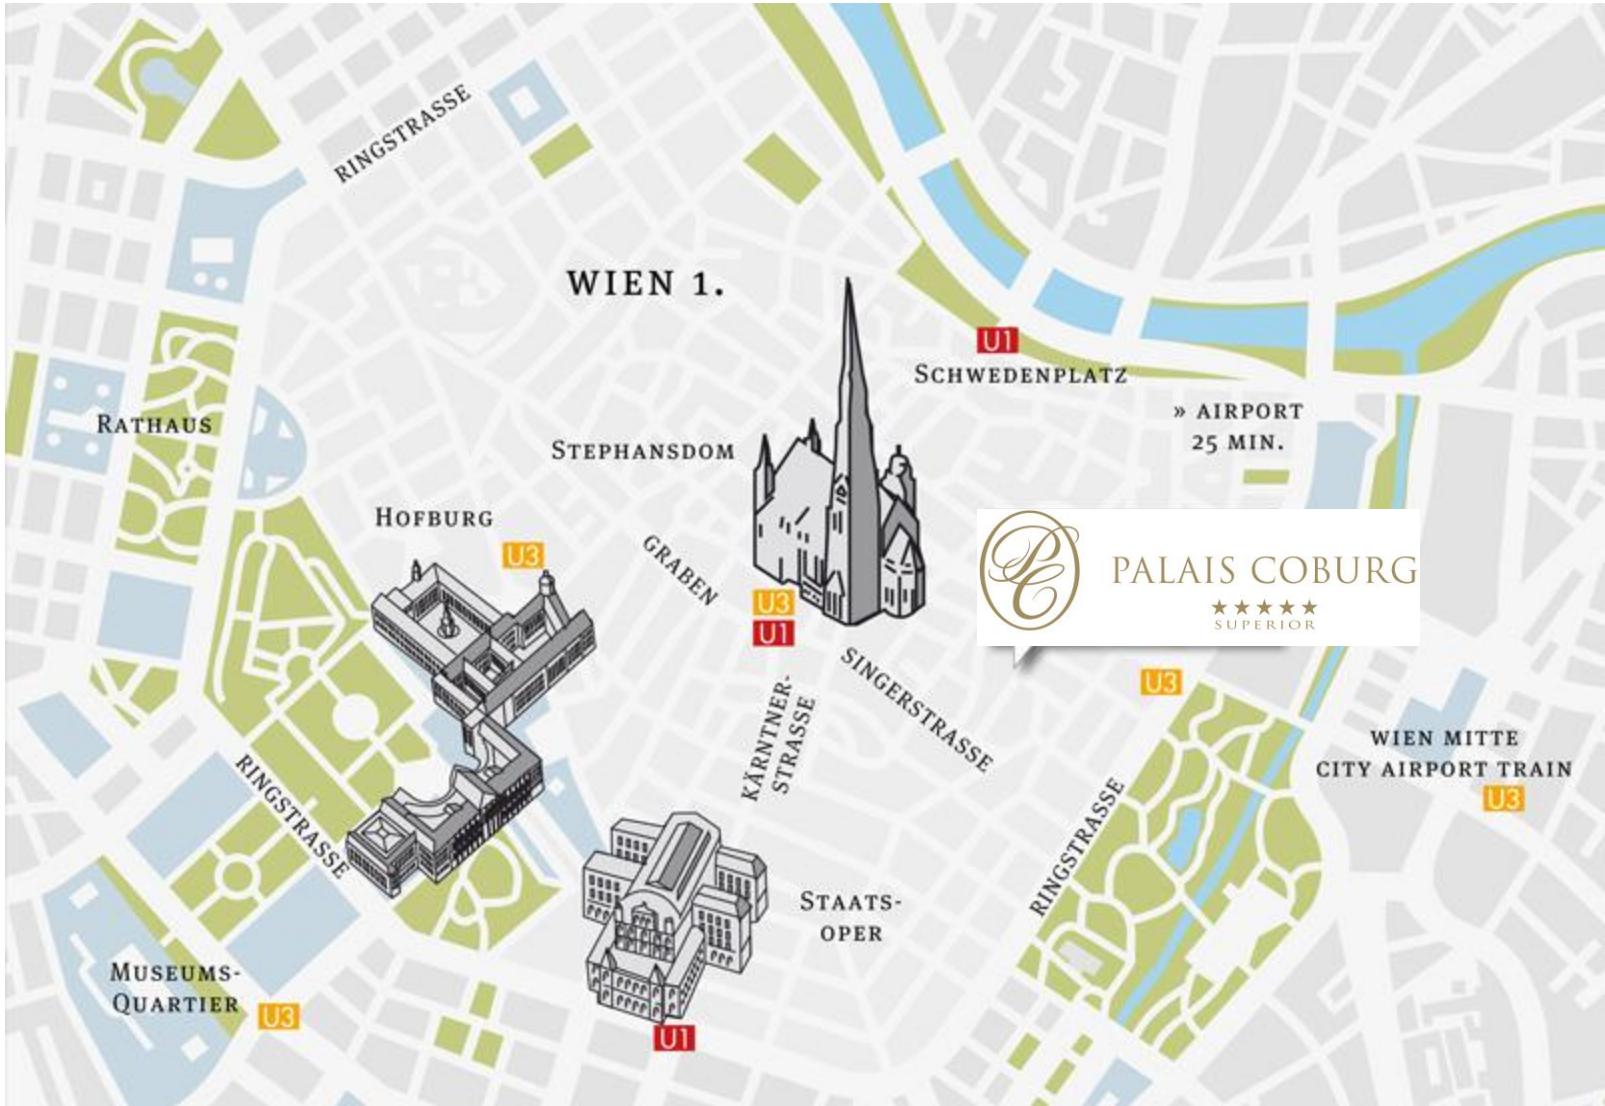 RINGSTRASSE
WIEN 1.
U1
SCHWEDENPLATZ
» AIRPORT
25 MIN.
RATHAUS
STEPHANSDOM
HOFBURG
U3
GRABEN
U3
U1
PC
PALAIS COBURG
★★★★★
SUPERIOR
SINGERSTRASSE
U3
KÄRNTNER-
STRASSE
WIEN MITTE
CITY AIRPORT TRAIN
U3
RINGSTRASSE
RINGSTRASSE
STAATS-
OPER
MUSEUMS-
QUARTIER
U3
U1